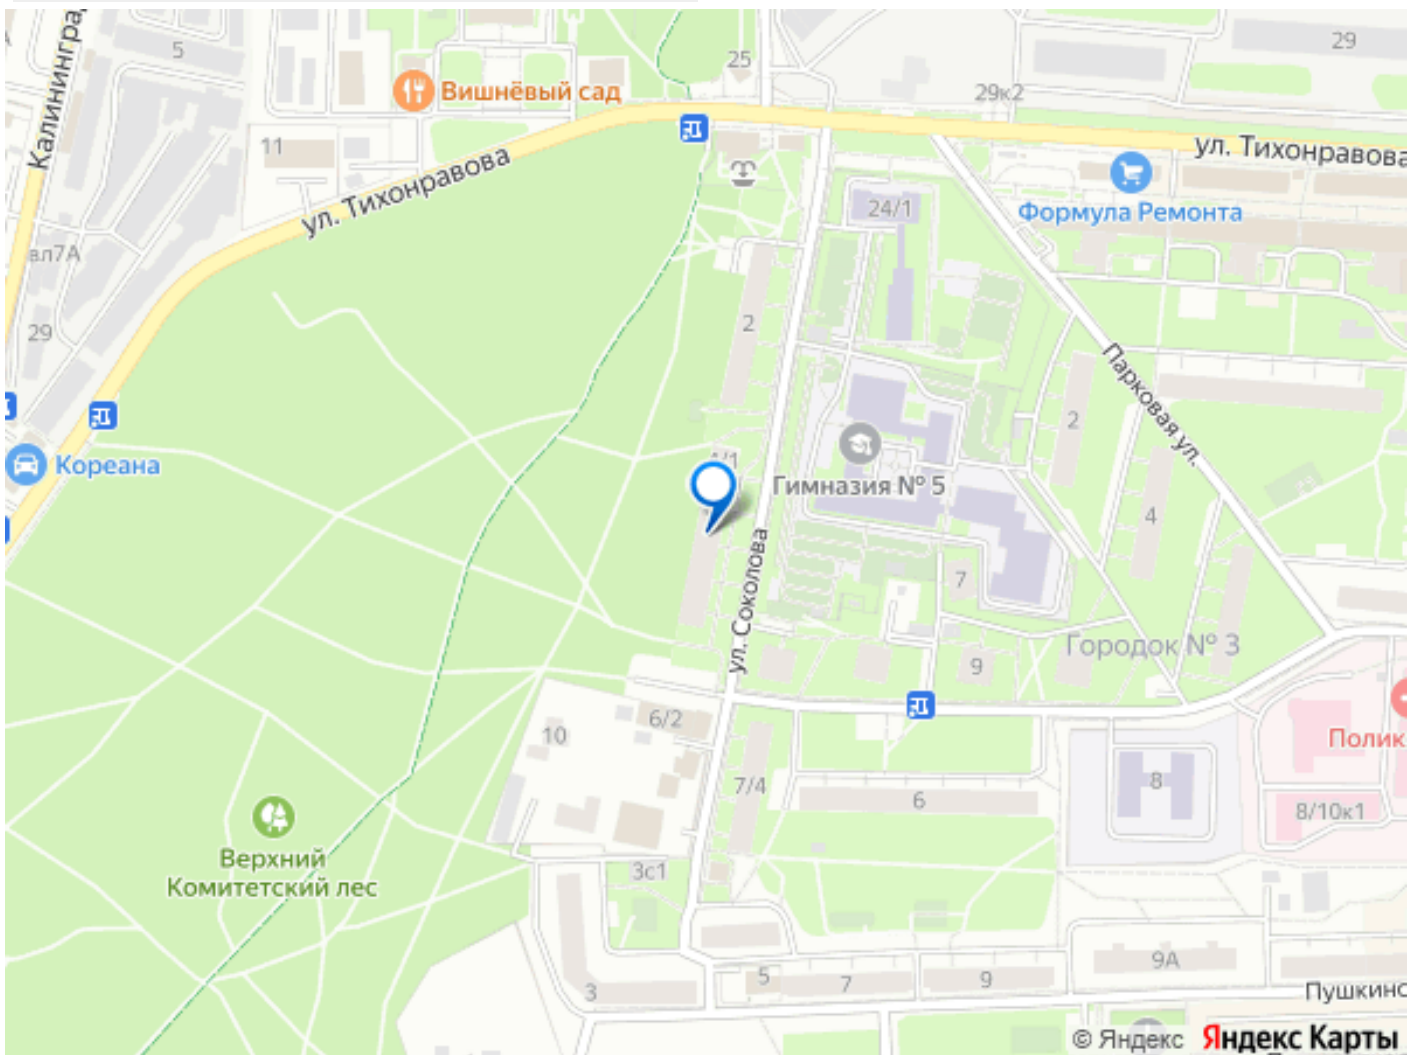 5
29
25
Калинингра
Вишнёвый сад
29к2
11
ул. Тихонравова
ул. Тихонравова
24/1
Формула Ремонта
вл7А
2
29
Парковая ул.
2
Кореана
Гимназия № 5
4
ул. Соколова
7
Городок № 3
9
6/2
10
Полик
7/4
6
8
8/10к1
Верхний
Комитетский лес
3с1
9А
5
7
9
3
Пушкинс
© Яндекс Яндекс Карты